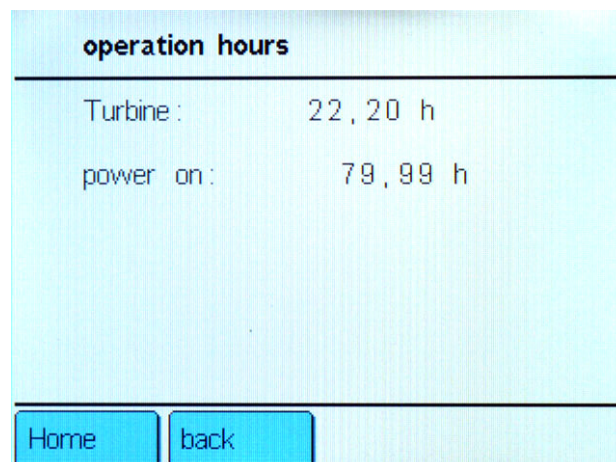 operation hours
Turbine: 22,20 h
power on: 79,99 h
Home back